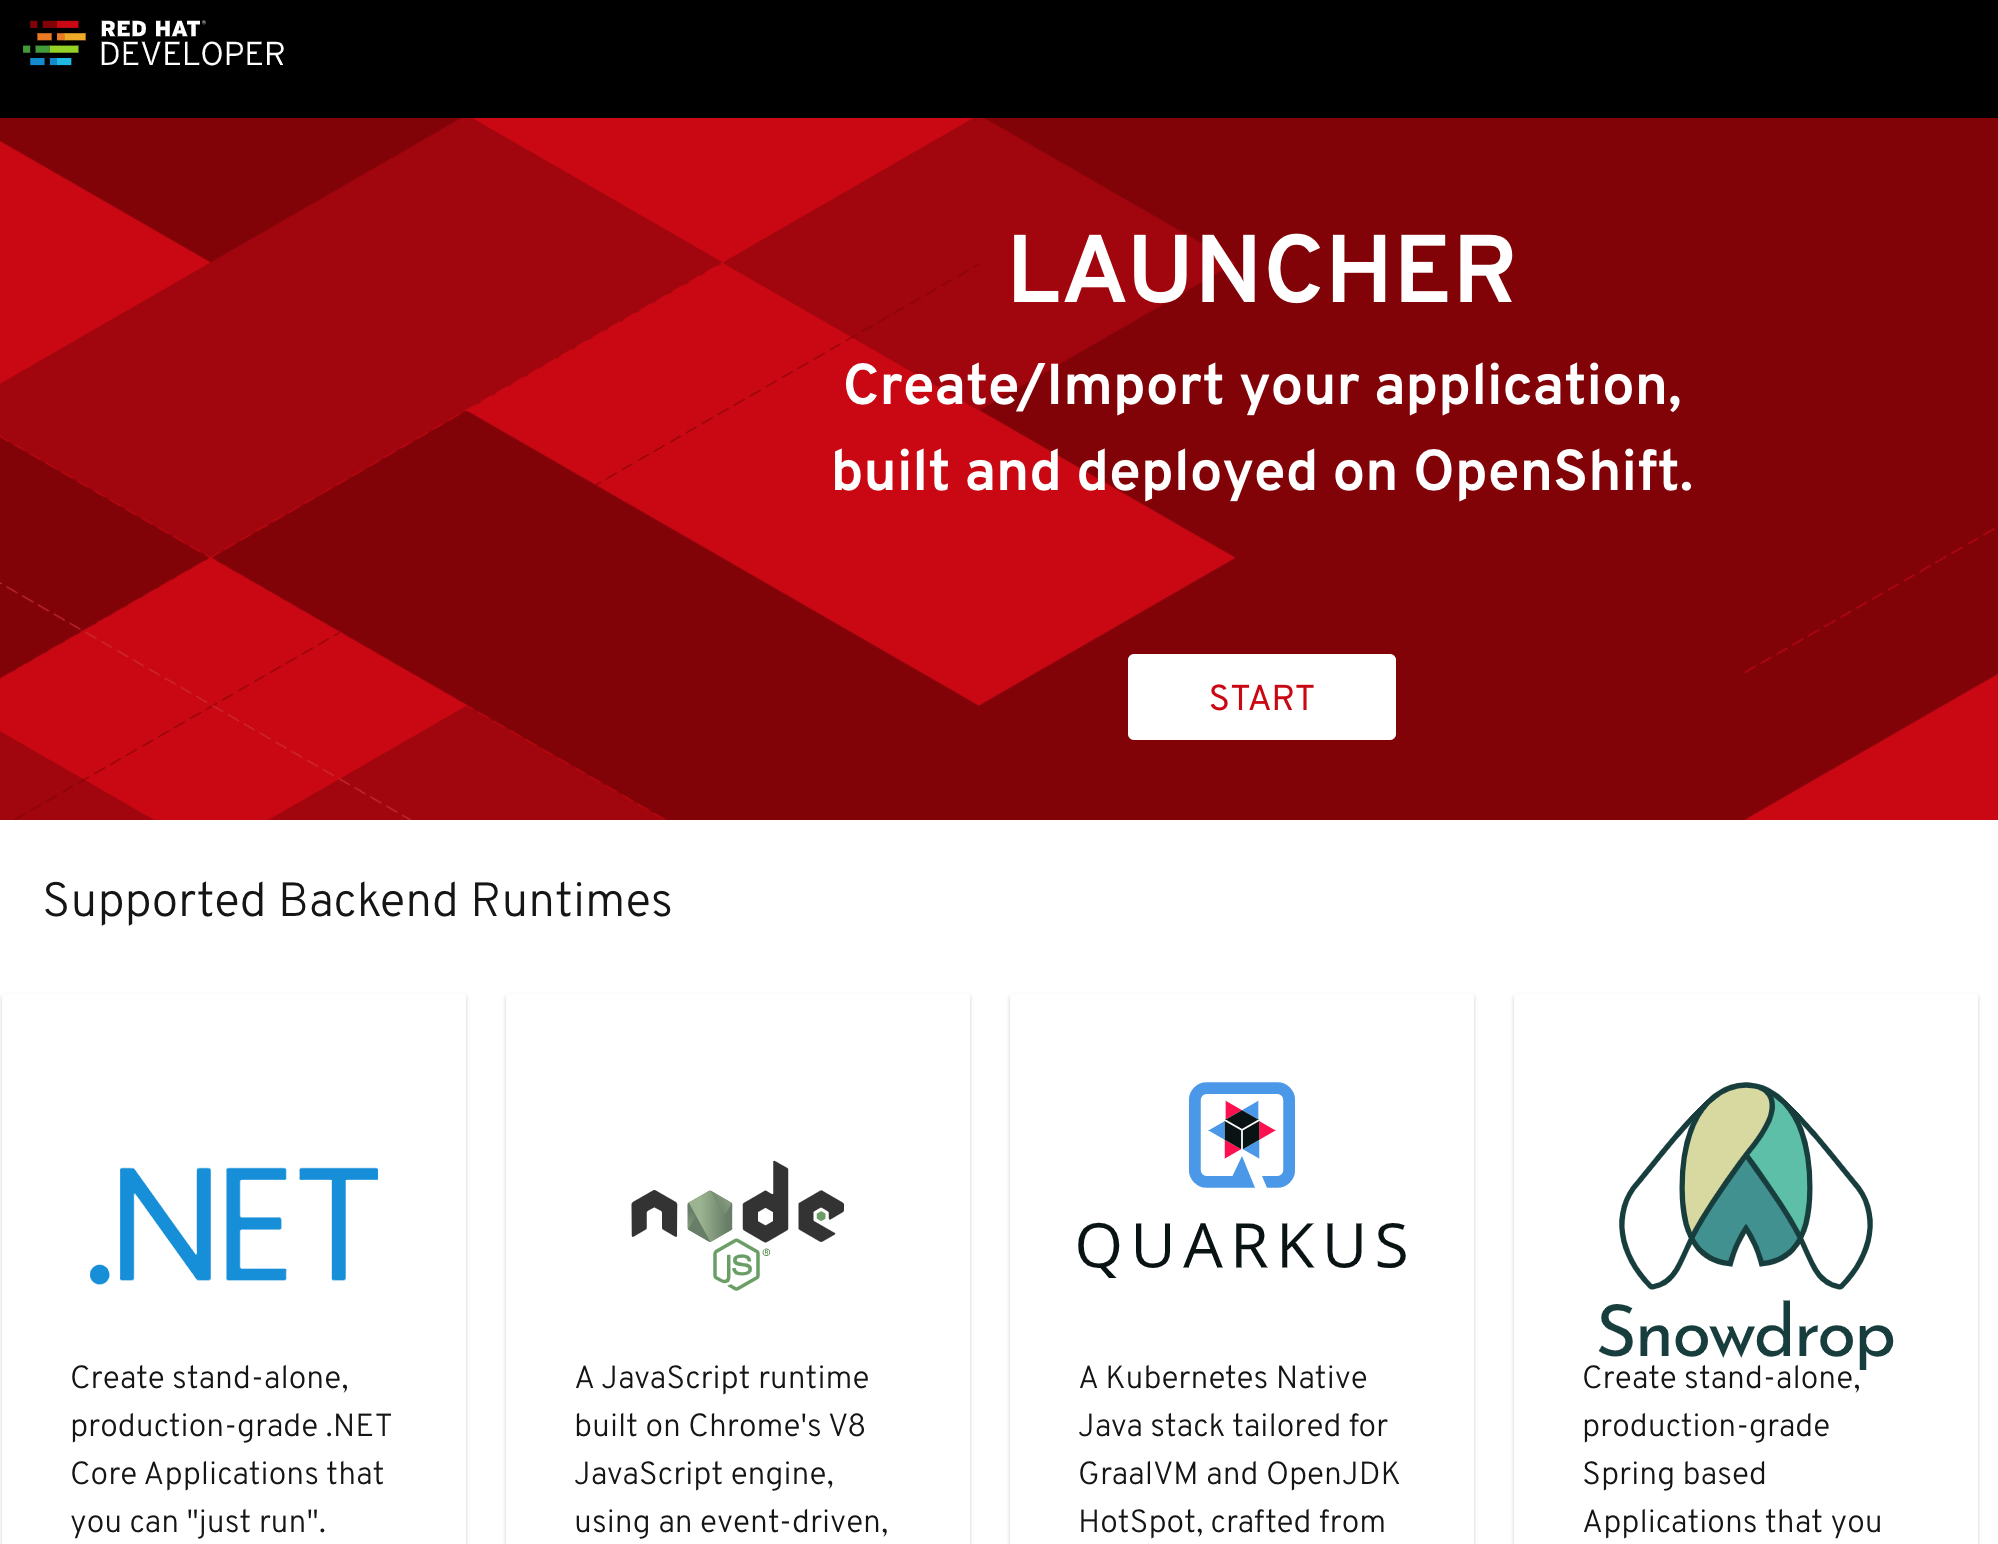 RED HAT®
DEVELOPER
LAUNCHER
Create/Import your application,
built and deployed on OpenShift.
START
Supported Backend Runtimes
.NET
Create stand-alone,
production-grade .NET
Core Applications that
you can "just run".
node
JS®
A JavaScript runtime
built on Chrome's V8
JavaScript engine,
using an event-driven,
QUARKUS
A Kubernetes Native
Java stack tailored for
GraalVM and OpenJDK
HotSpot, crafted from
Snowdrop
Create stand-alone,
production-grade
Spring based
Applications that you